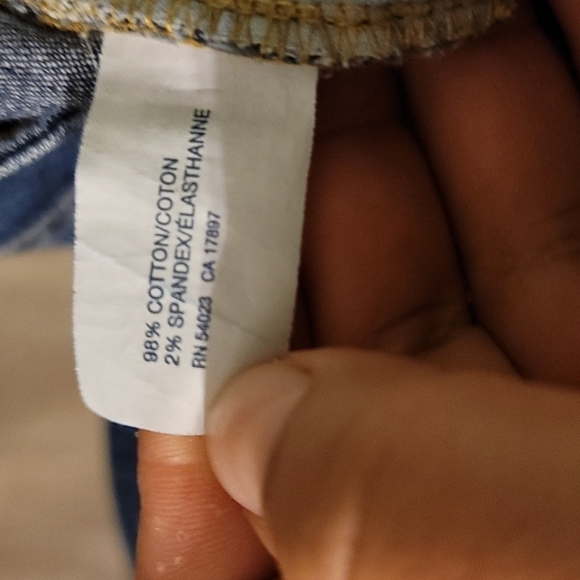 98% COTTON/COTON
2% SPANDEX/ÉLASTHANNE
RN 54023 CA 17897